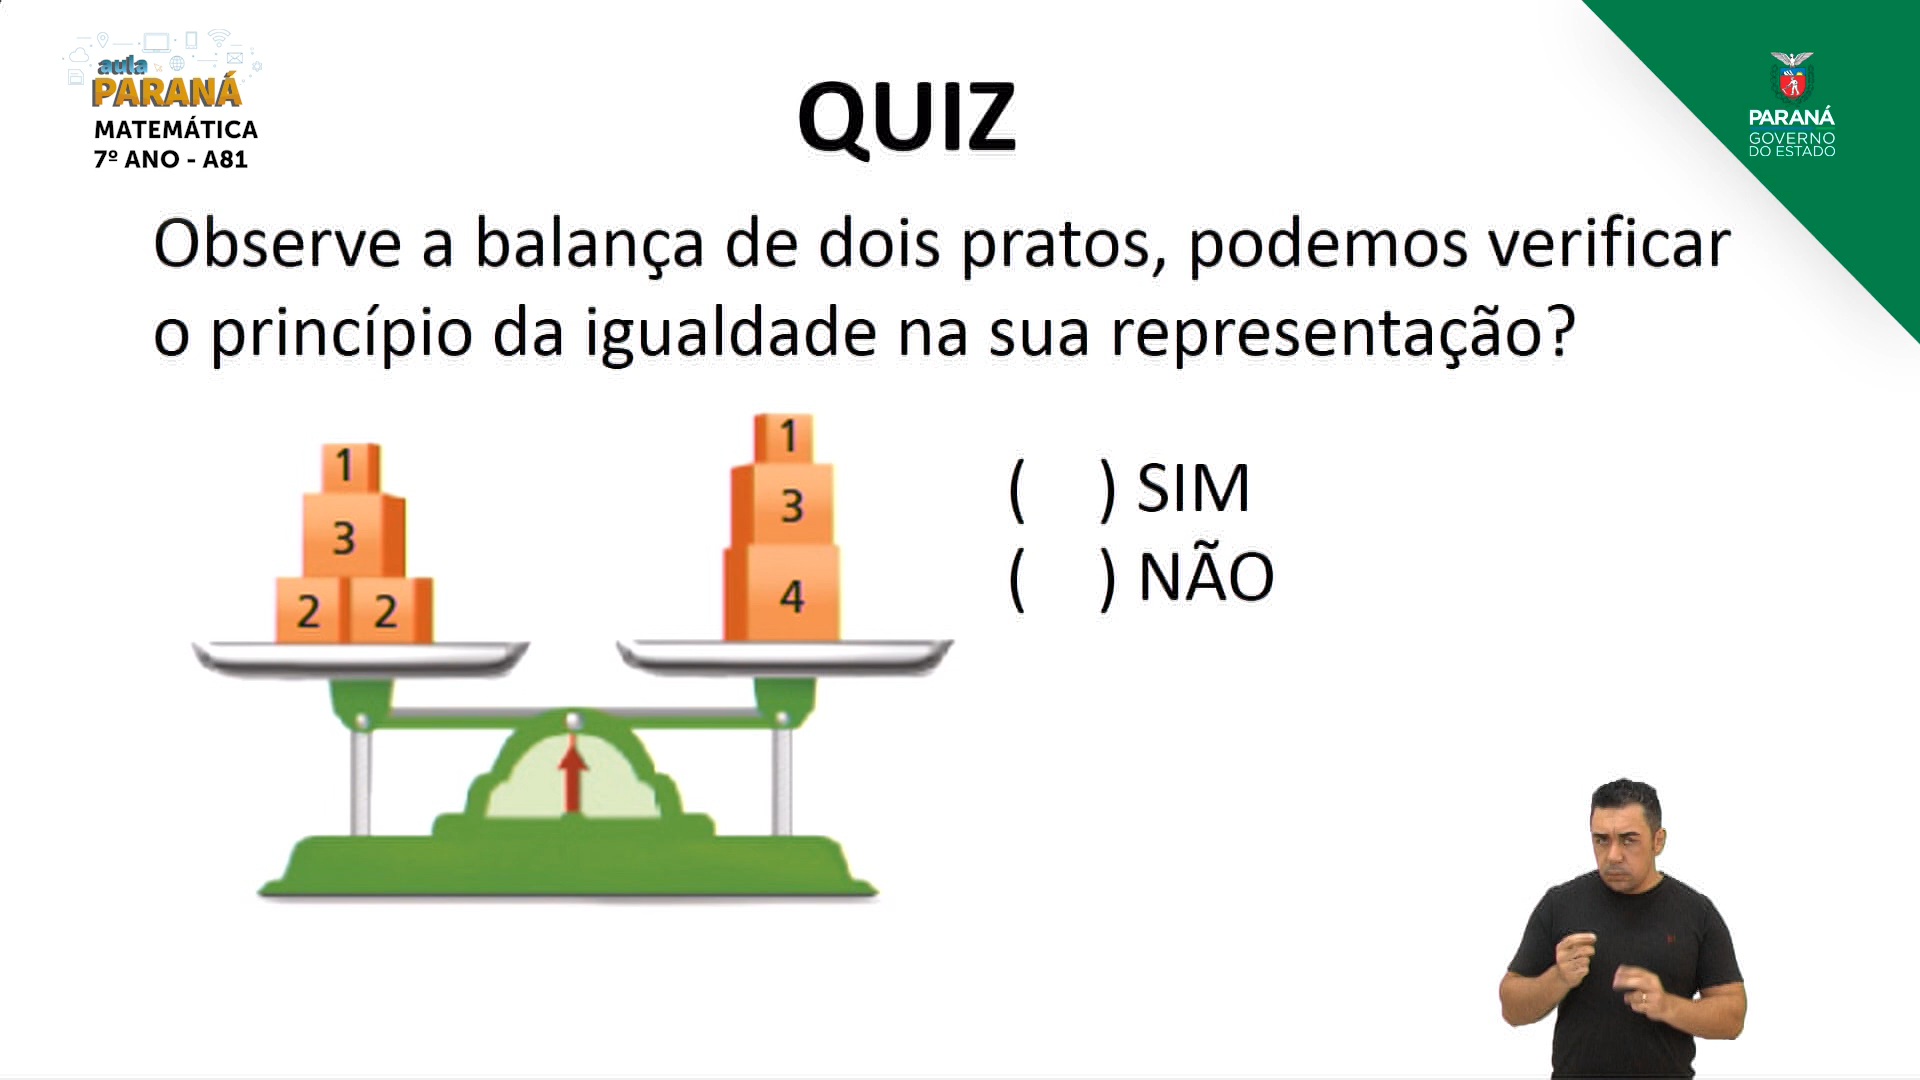 aula
PARANÁ
MATEMÁTICA
7º ANO - A81
QUIZ
PARANÁ
GOVERNO
DO ESTADO
Observe a balança de dois pratos, podemos verificar
o princípio da igualdade na sua representação?
1
3
2 2
1
3
4
( ) SIM
( ) NÃO